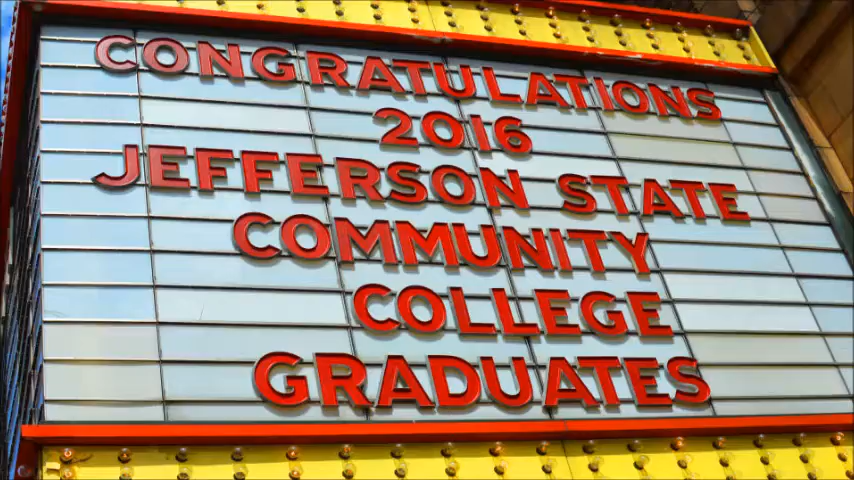 CONGRATULATIONS
2016
JEFFERSON STATE
COMMUNITY
COLLEGE
GRADUATES